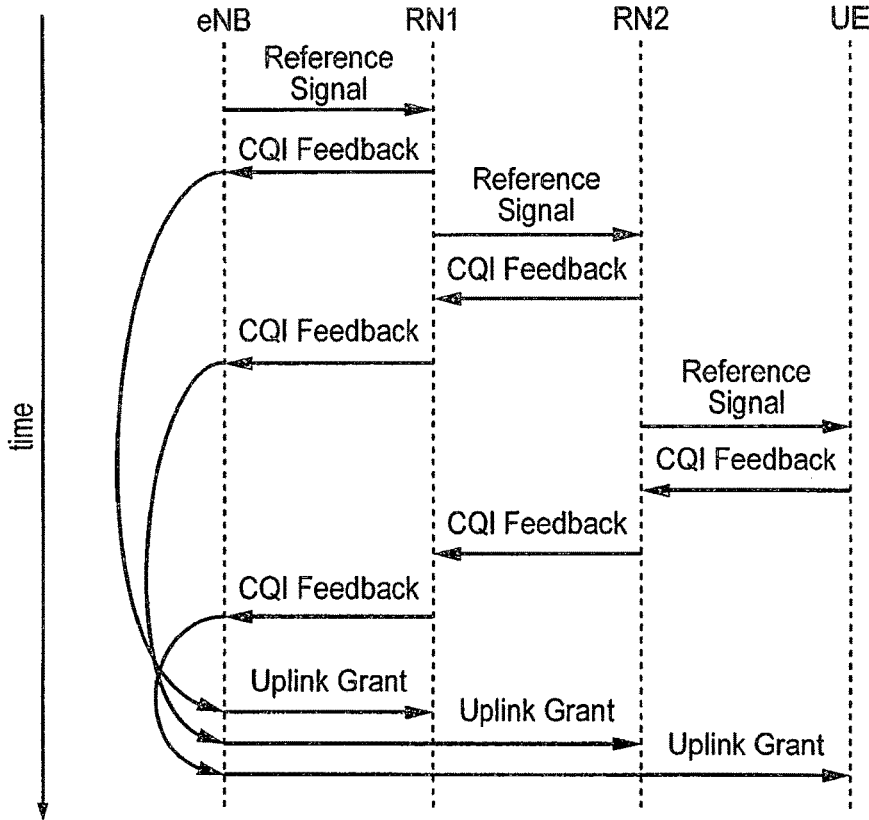 eNB RN1 RN2 UE
Reference
Signal
CQI Feedback
Reference
Signal
CQI Feedback
CQI Feedback
Reference
Signal
time
CQI Feedback
CQI Feedback
CQI Feedback
Uplink Grant
Uplink Grant
Uplink Grant